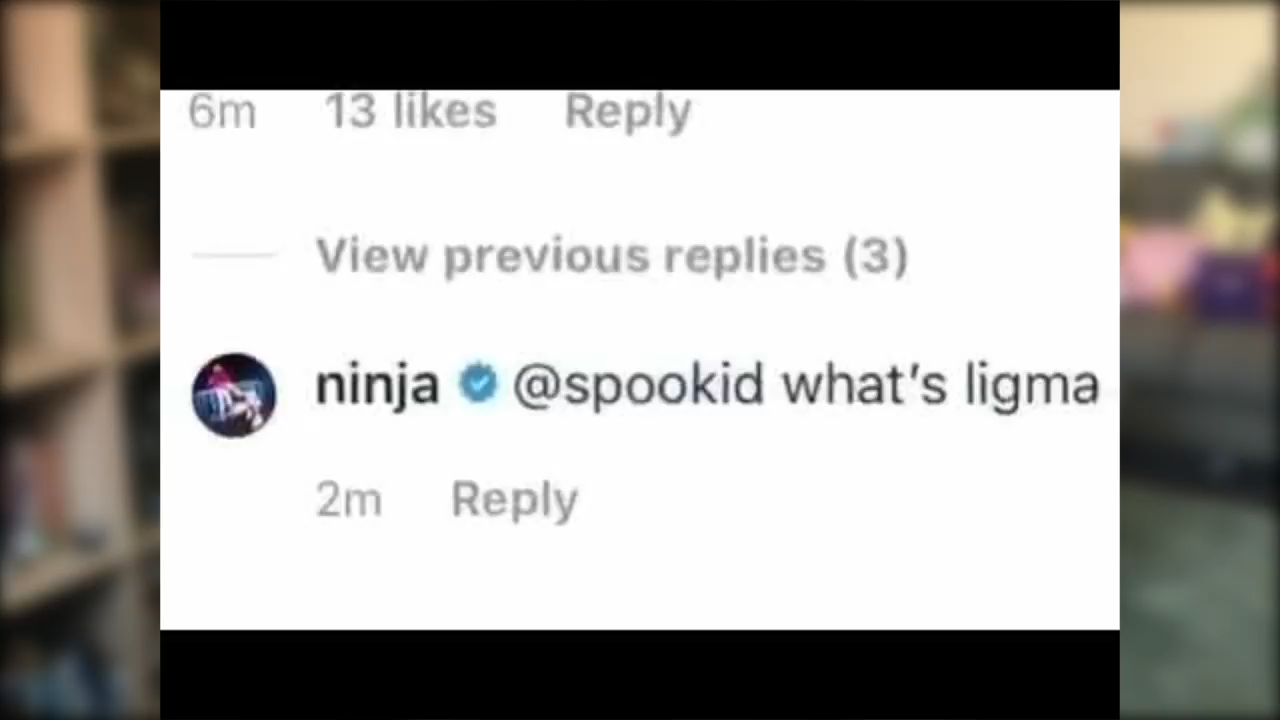 6m 13 likes Reply
View previous replies (3)
ninja @spookid what's ligma
2m Reply